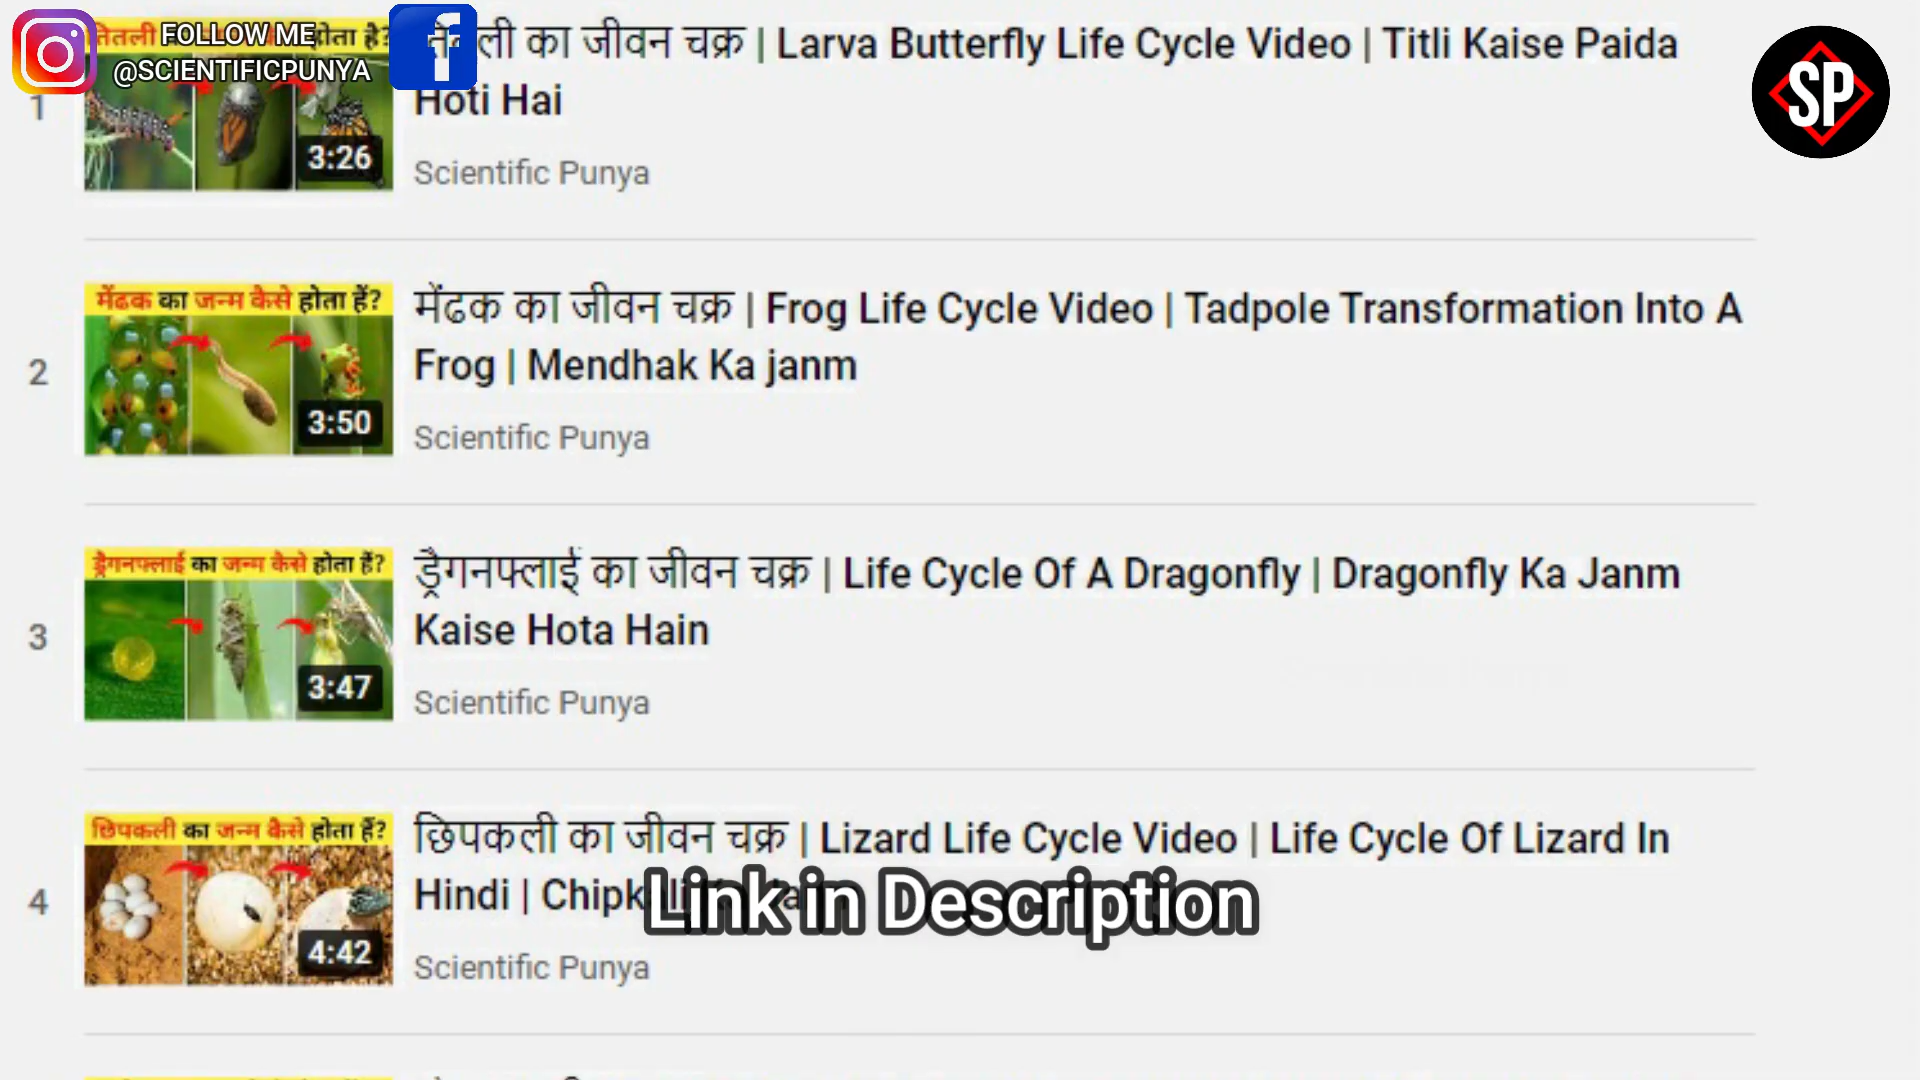 FOLLOW ME
@SCIENTIFICPUNYA
SP
तितली होता है?
1
3:26
का जीवन चक्र | Larva Butterfly Life Cycle Video | Titli Kaise Paida
Hoti Hai
Scientific Punya
2
मेंढक का जन्म कैसे होता हैं?
3:50
मेंढक का जीवन चक्र | Frog Life Cycle Video | Tadpole Transformation Into A
Frog | Mendhak Ka janm
Scientific Punya
3
ड्रैगनफ्लाई का जन्म कैसे होता हैं?
3:47
ड्रैगनफ्लाई का जीवन चक्र | Life Cycle Of A Dragonfly | Dragonfly Ka Janm
Kaise Hota Hain
Scientific Punya
4
छिपकली का जन्म कैसे होता हैं?
4:42
छिपकली का जीवन चक्र | Lizard Life Cycle Video | Life Cycle Of Lizard In
Hindi |
Link in Description
Scientific Punya